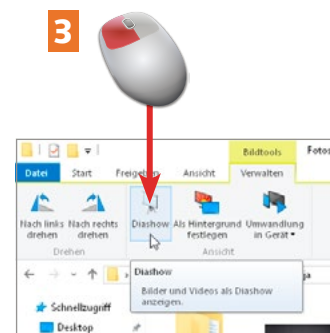 3
Bildtools Fotos
Datei Start Freigeben Ansicht Verwalten
Nach links drehen
Nach rechts drehen
Diashow
Als Hintergrund festlegen
Umwandlung in Gerät
Drehen Ansicht
Diashow
Bilder und Videos als Diashow
anzeigen.
Schnellzugriff
Desktop